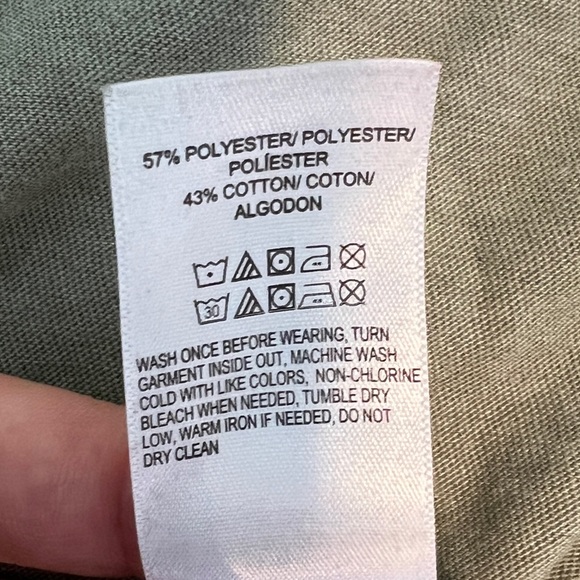 57% POLYESTER/ POLYESTER/
POLÍESTER
43% COTTON/ COTON/
ALGODON
30
WASH ONCE BEFORE WEARING, TURN
GARMENT INSIDE OUT, MACHINE WASH
COLD WITH LIKE COLORS, NON-CHLORINE
BLEACH WHEN NEEDED, TUMBLE DRY
LOW, WARM IRON IF NEEDED, DO NOT
DRY CLEAN